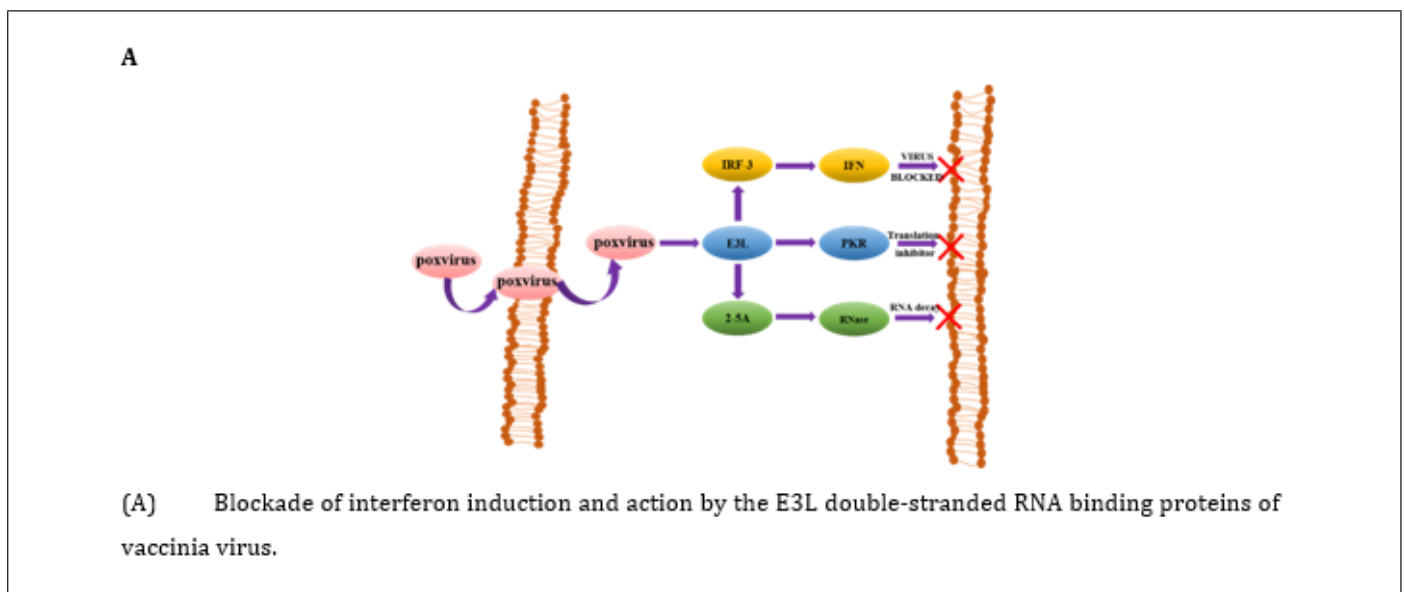 A
IRF-3
IFN
VIRUS
BLOCKED
poxvirus
poxvirus
poxvirus
E3L
PKR
Translation
inhibitor
2-5A
RNase
RNA decay
(A) Blockade of interferon induction and action by the E3L double-stranded RNA binding proteins of
vaccinia virus.